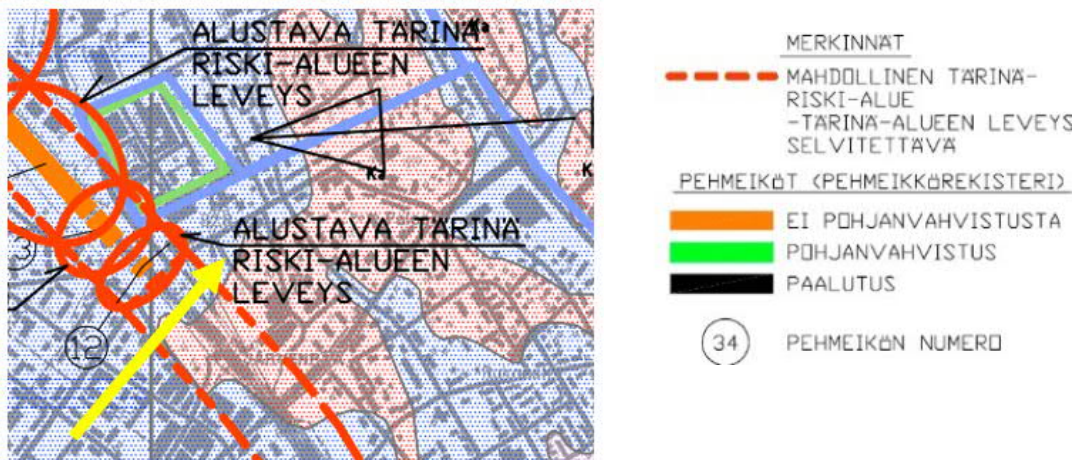 ALUSTAVA TÄRINÄ
RISKI-ALUEEN
LEVEYS
ALUSTAVA TÄRINÄ
RISKI-ALUEEN
LEVEYS
12
MERKINNÄT
MAHDOLLINEN TÄRINÄ-
RISKI-ALUE
-TÄRINÄ-ALUEEN LEVEYS
SELVITETTÄVÄ
PEHMEIKÖT (PEHMEIKKÖREKISTERI)
EI POHJANVAHVISTUSTA
POHJANVAHVISTUS
PAALUTUS
34 PEHMEIKÖN NUMERO